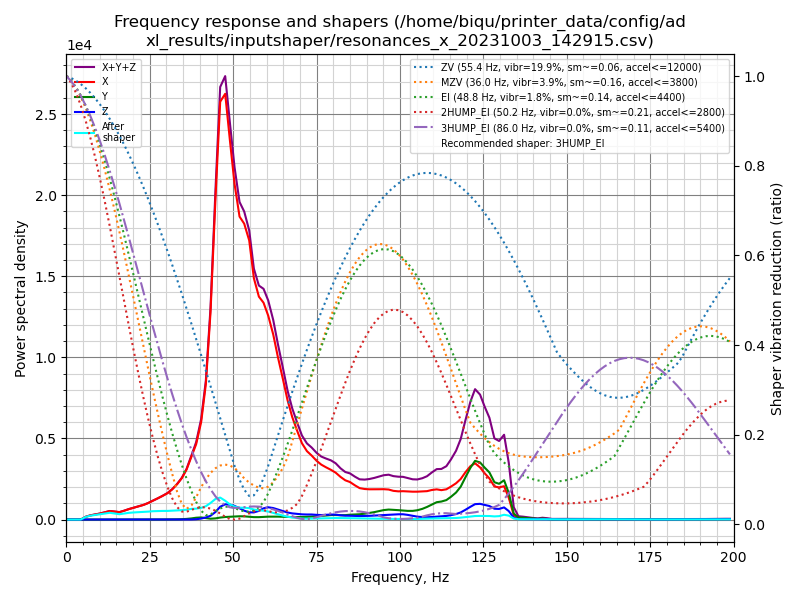 Frequency response and shapers (/home/biqu/printer_data/config/ad
xl_results/inputshaper/resonances_x_20231003_142915.csv)
1e4
X+Y+Z
X
Y
Z
After
shaper
ZV (55.4 Hz, vibr=19.9%, sm~=0.06, accel<=12000)
MZV (36.0 Hz, vibr=3.9%, sm~=0.16, accel<=3800)
EI (48.8 Hz, vibr=1.8%, sm~=0.14, accel<=4400)
2HUMP_EI (50.2 Hz, vibr=0.0%, sm~=0.21, accel<=2800)
3HUMP_EI (86.0 Hz, vibr=0.0%, sm~=0.11, accel<=5400)
Recommended shaper: 3HUMP_EI
Power spectral density
2.5
2.0
1.5
1.0
0.5
0.0
1.0
0.8
0.6
0.4
0.2
0.0
Shaper vibration reduction (ratio)
0 25 50 75 100 125 150 175 200
Frequency, Hz